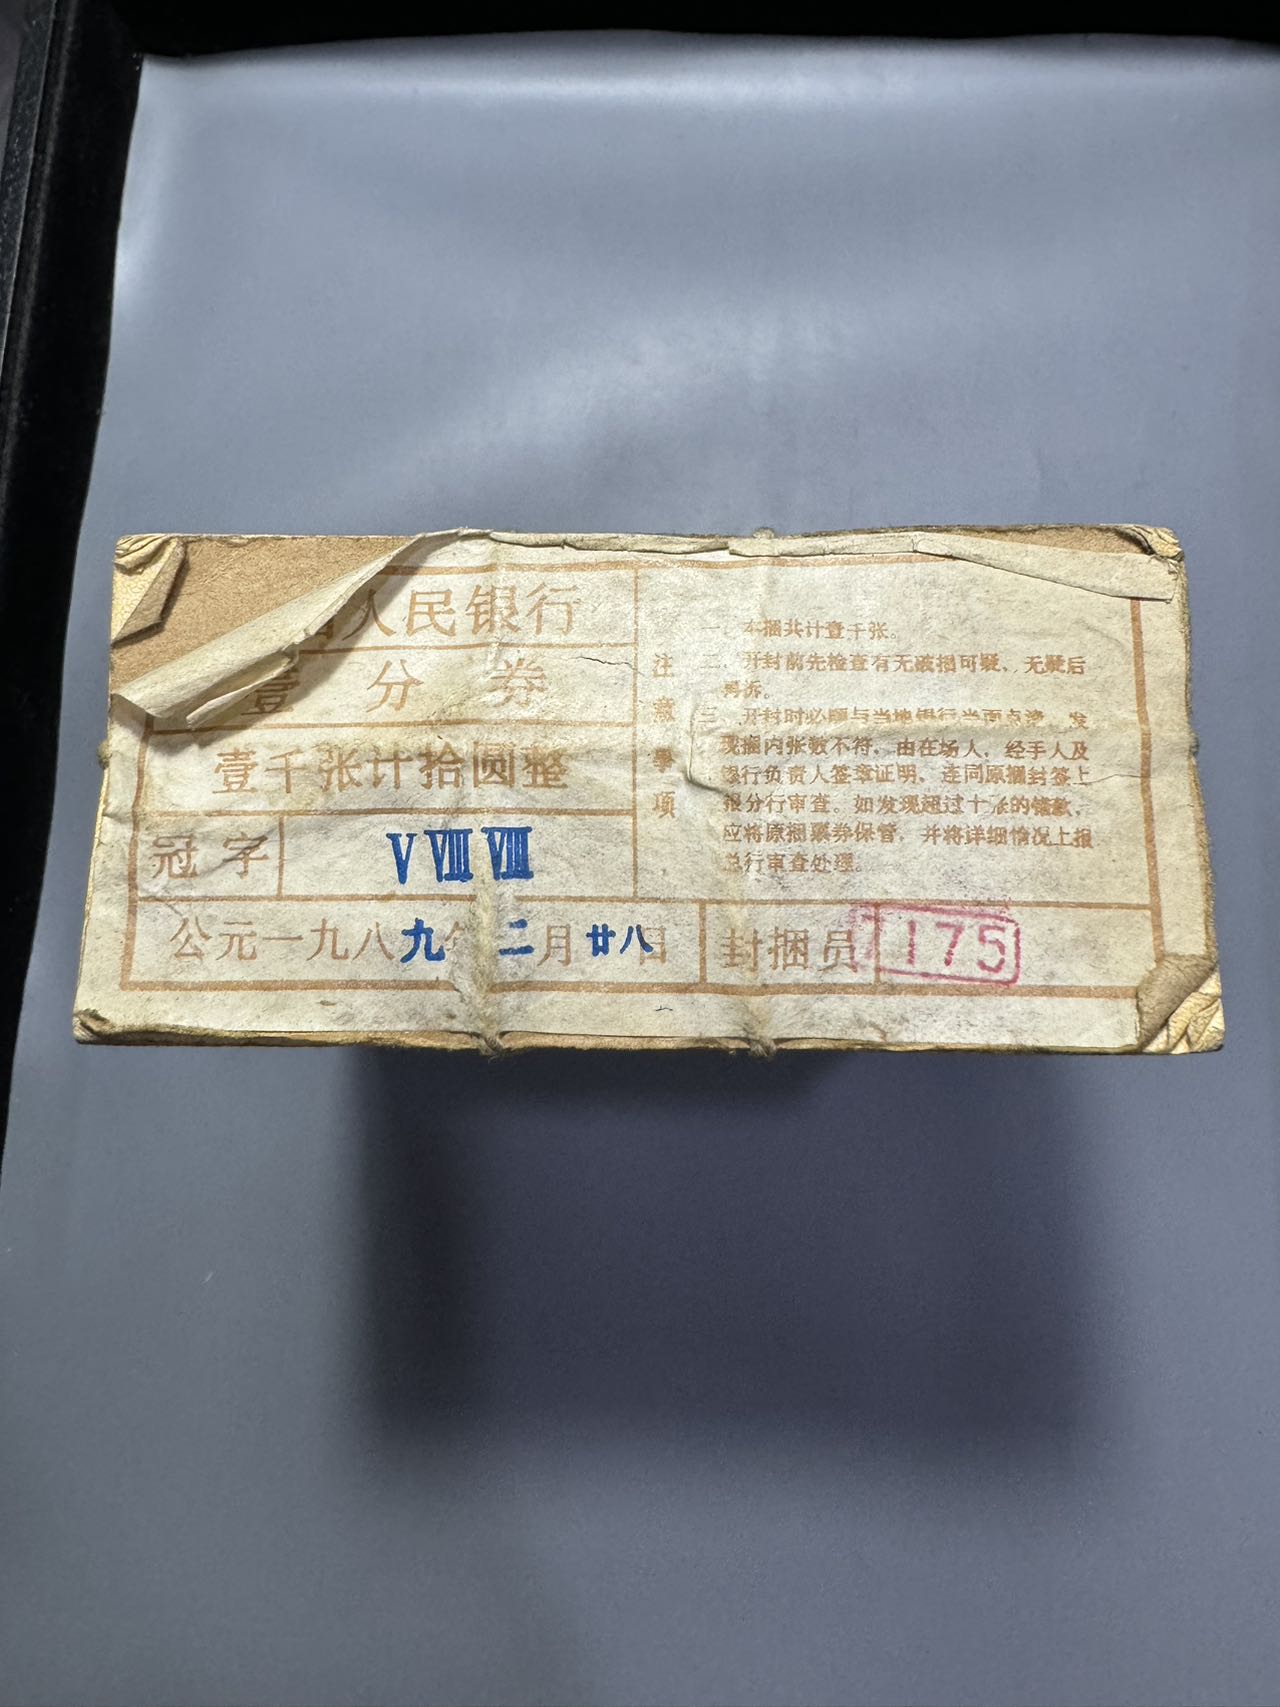 人民银行
壹分券
壹千张计拾圆整
冠字 V VIII VIII
公元一九八九年二月廿八日 封捆员 175
注意事项
一、本捆共计壹千张。
二、开封前先检查有无破损可疑，无疑后
再拆。
三、开封时必须与当地银行当面点清，发
现捆内张数不符，由在场人、经手人及
银行负责人签章证明，连同原捆封签上
报分行审查。如发现超过十张的错款，
应将原捆票券保管，并将详细情况上报
总行审查处理。